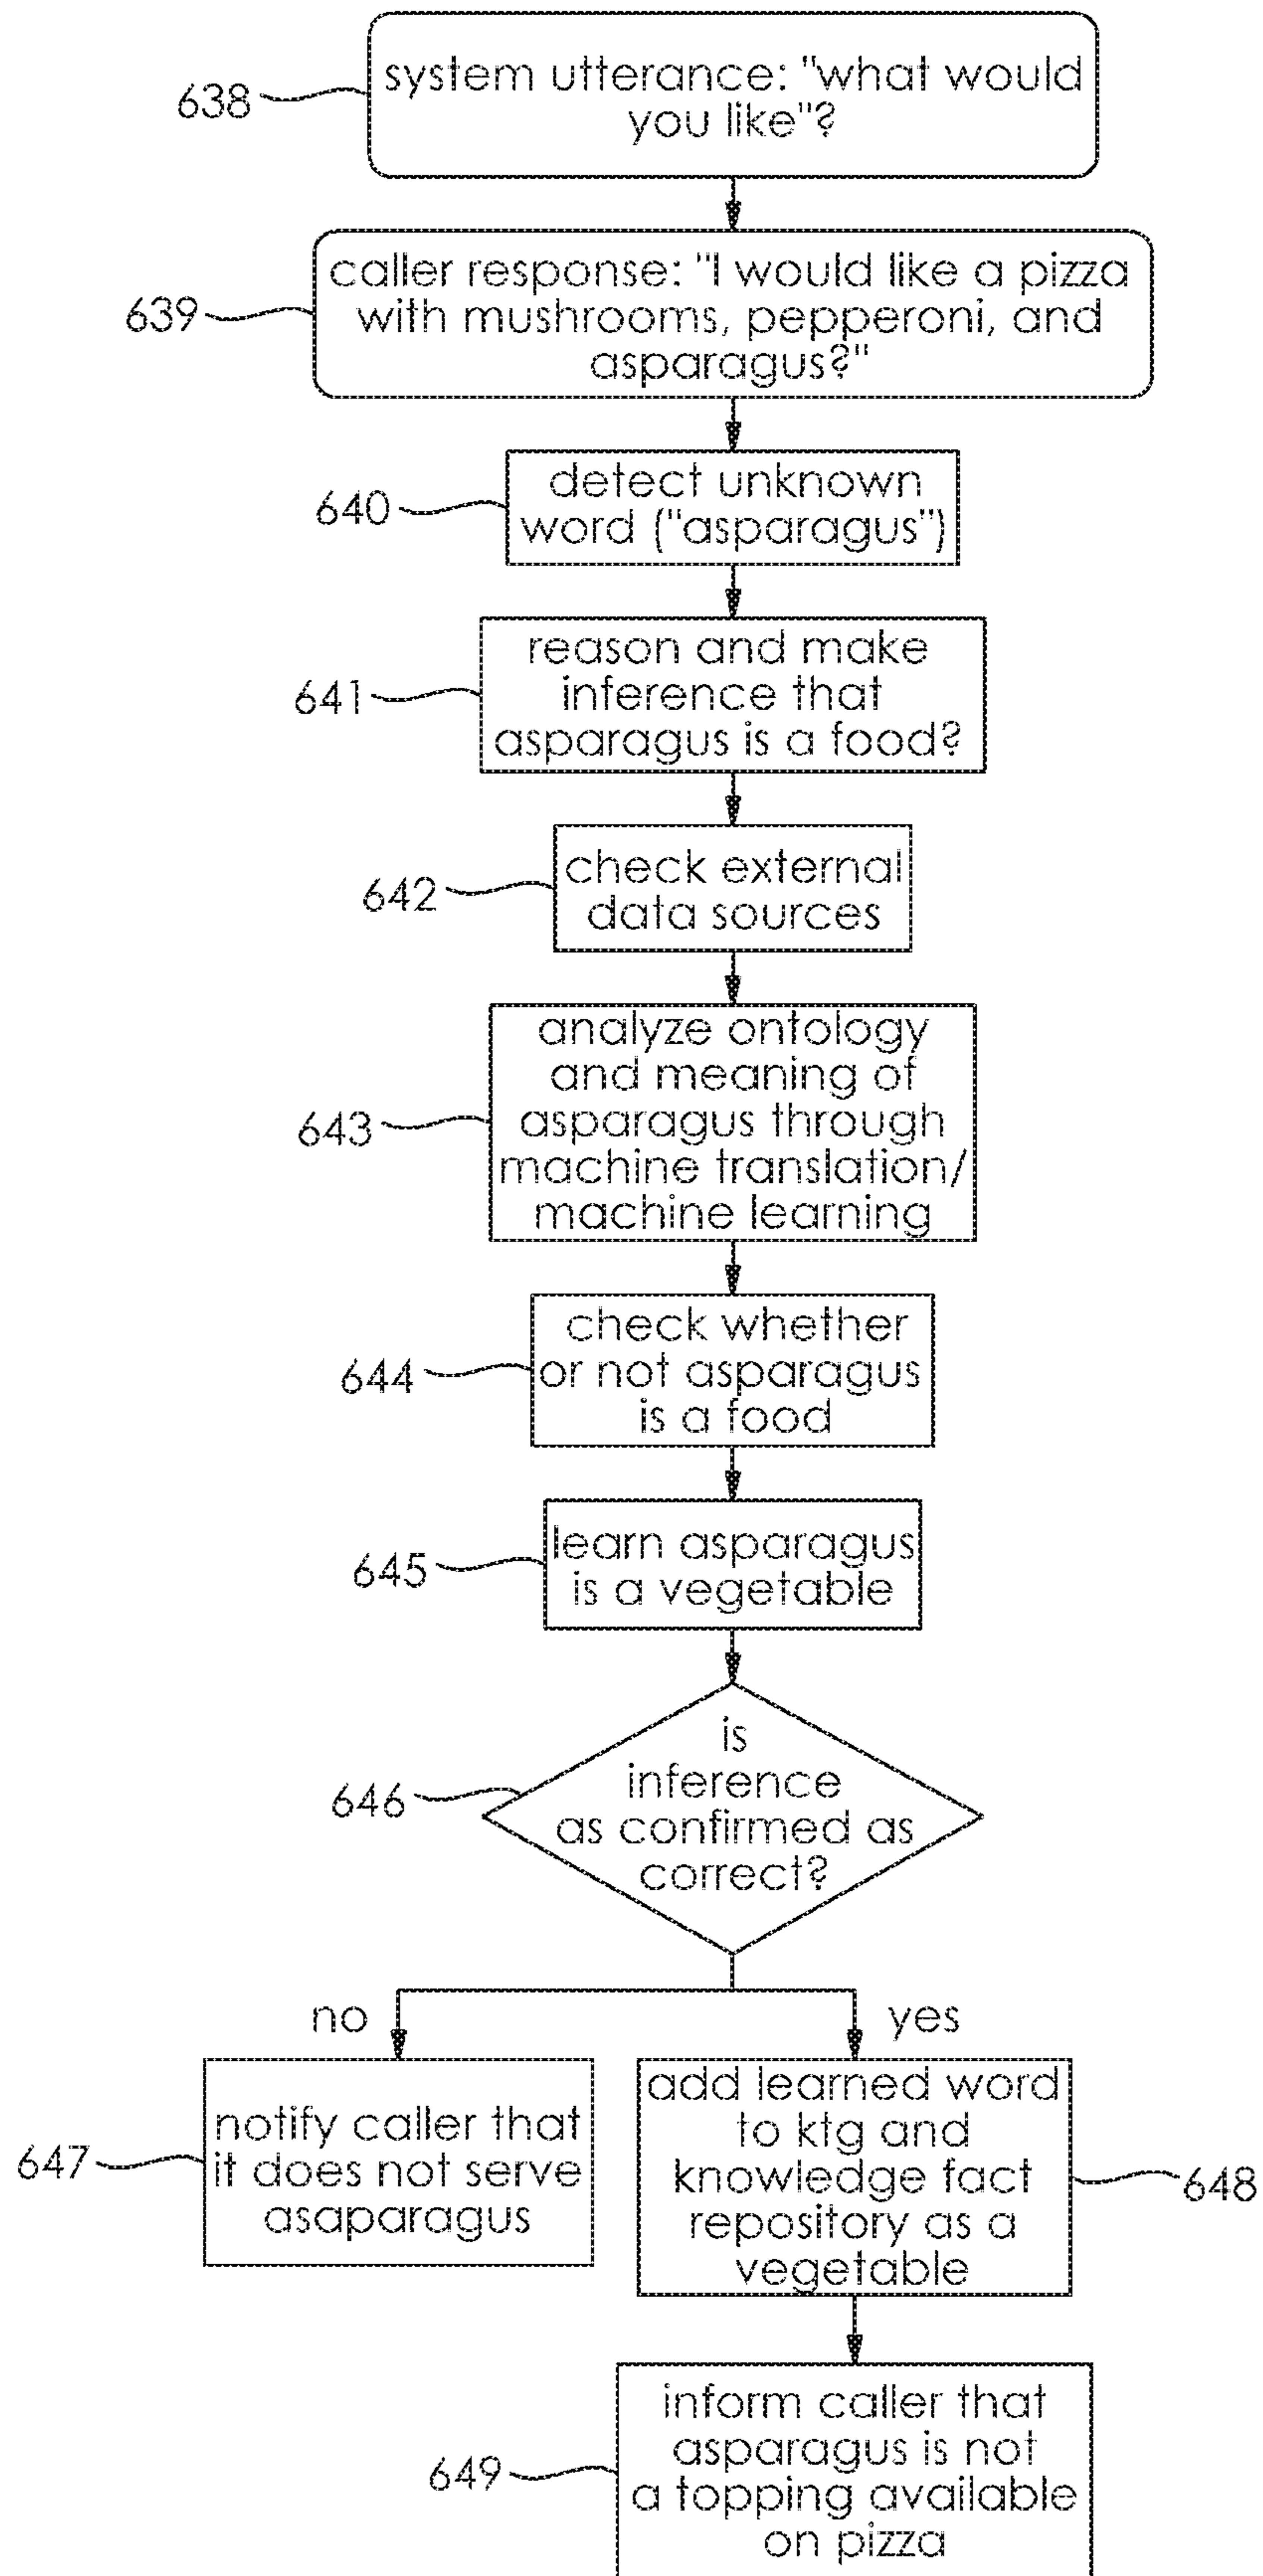 638
system utterance: "what would
you like"?
639
caller response: "I would like a pizza
with mushrooms, pepperoni, and
asparagus?"
640
detect unknown
word ("asparagus")
641
reason and make
inference that
asparagus is a food?
642
check external
data sources
643
analyze ontology
and meaning of
asparagus through
machine translation/
machine learning
644
check whether
or not asparagus
is a food
645
learn asparagus
is a vegetable
646
is
inference
as confirmed as
correct?
no
yes
647
notify caller that
it does not serve
asaparagus
add learned word
to ktg and
knowledge fact
repository as a
vegetable
648
649
inform caller that
asparagus is not
a topping available
on pizza